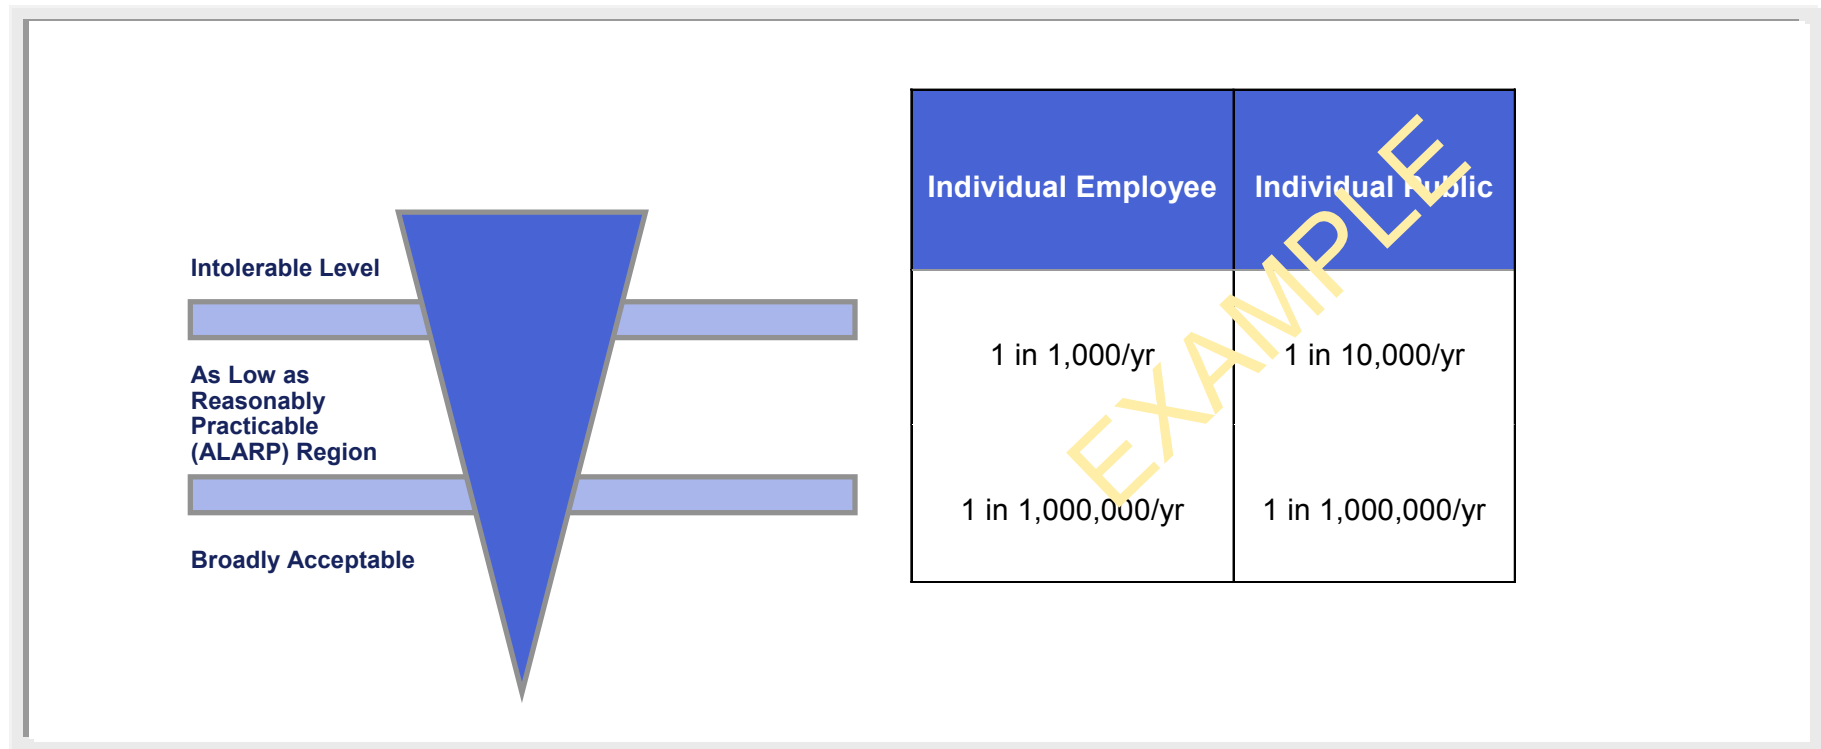 Individual Employee
Individual Public
Intolerable Level
1 in 1,000/yr
1 in 10,000/yr
As Low as
Reasonably
Practicable
(ALARP) Region
1 in 1,000,000/yr
1 in 1,000,000/yr
Broadly Acceptable
EXAMPLE